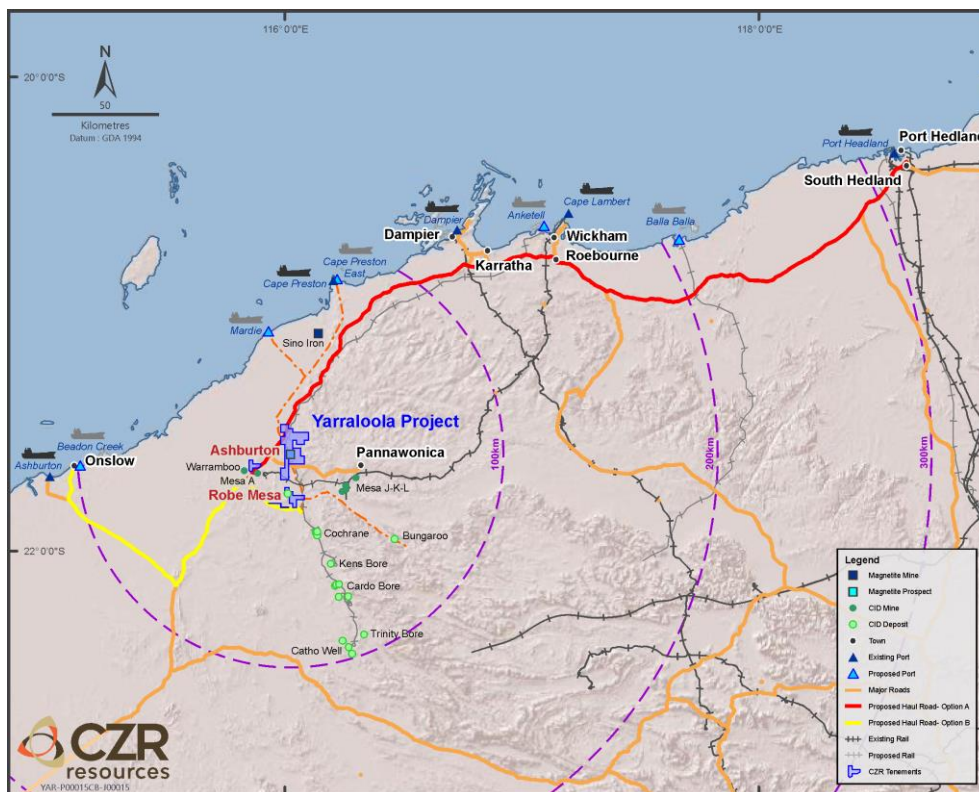 116°0'0"E
118°0'0"E
N
20°0'0"S
50
Kilometres
Datum : GDA 1994
Port Hedland
Port Headland
South Hedland
Cape Lambert
Anketell
Dampier
Balla Balla
Dampier
Wickham
Roebourne
Karratha
Cape Preston
East
Cape Preston
Mardie
Sino Iron
Yarraloola Project
Ashburton
Beadon Creek
Ashburton
Onslow
Warramboo
Mesa A
Pannawonica
Mesa J-K-L
Robe Mesa
100km
200km
300km
Cochrane
Bungaroo
22°0'0"S
Kens Bore
Cardo Bore
Trinity Bore
Catho Well
Legend
Magnetite Mine
Magnetite Prospect
CID Mine
CID Deposit
Town
Existing Port
Proposed Port
Major Roads
Proposed Haul Road- Option A
Proposed Haul Road- Option B
Existing Rail
Proposed Rail
CZR Tenements
CZR
resources
YAR-P00015CB-J00015